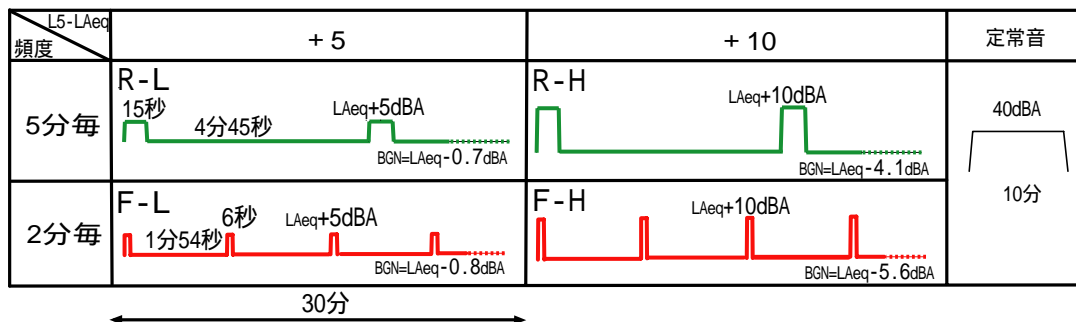 L5-LAeq
頻度
+5
+10
定常音
5分毎
R-L
15秒
4分45秒
LAeq+5dBA
BGN=LAeq-0.7dBA
R-H
LAeq+10dBA
BGN=LAeq-4.1dBA
40dBA
10分
2分毎
F-L
6秒
1分54秒
LAeq+5dBA
BGN=LAeq-0.8dBA
F-H
LAeq+10dBA
BGN=LAeq-5.6dBA
30分